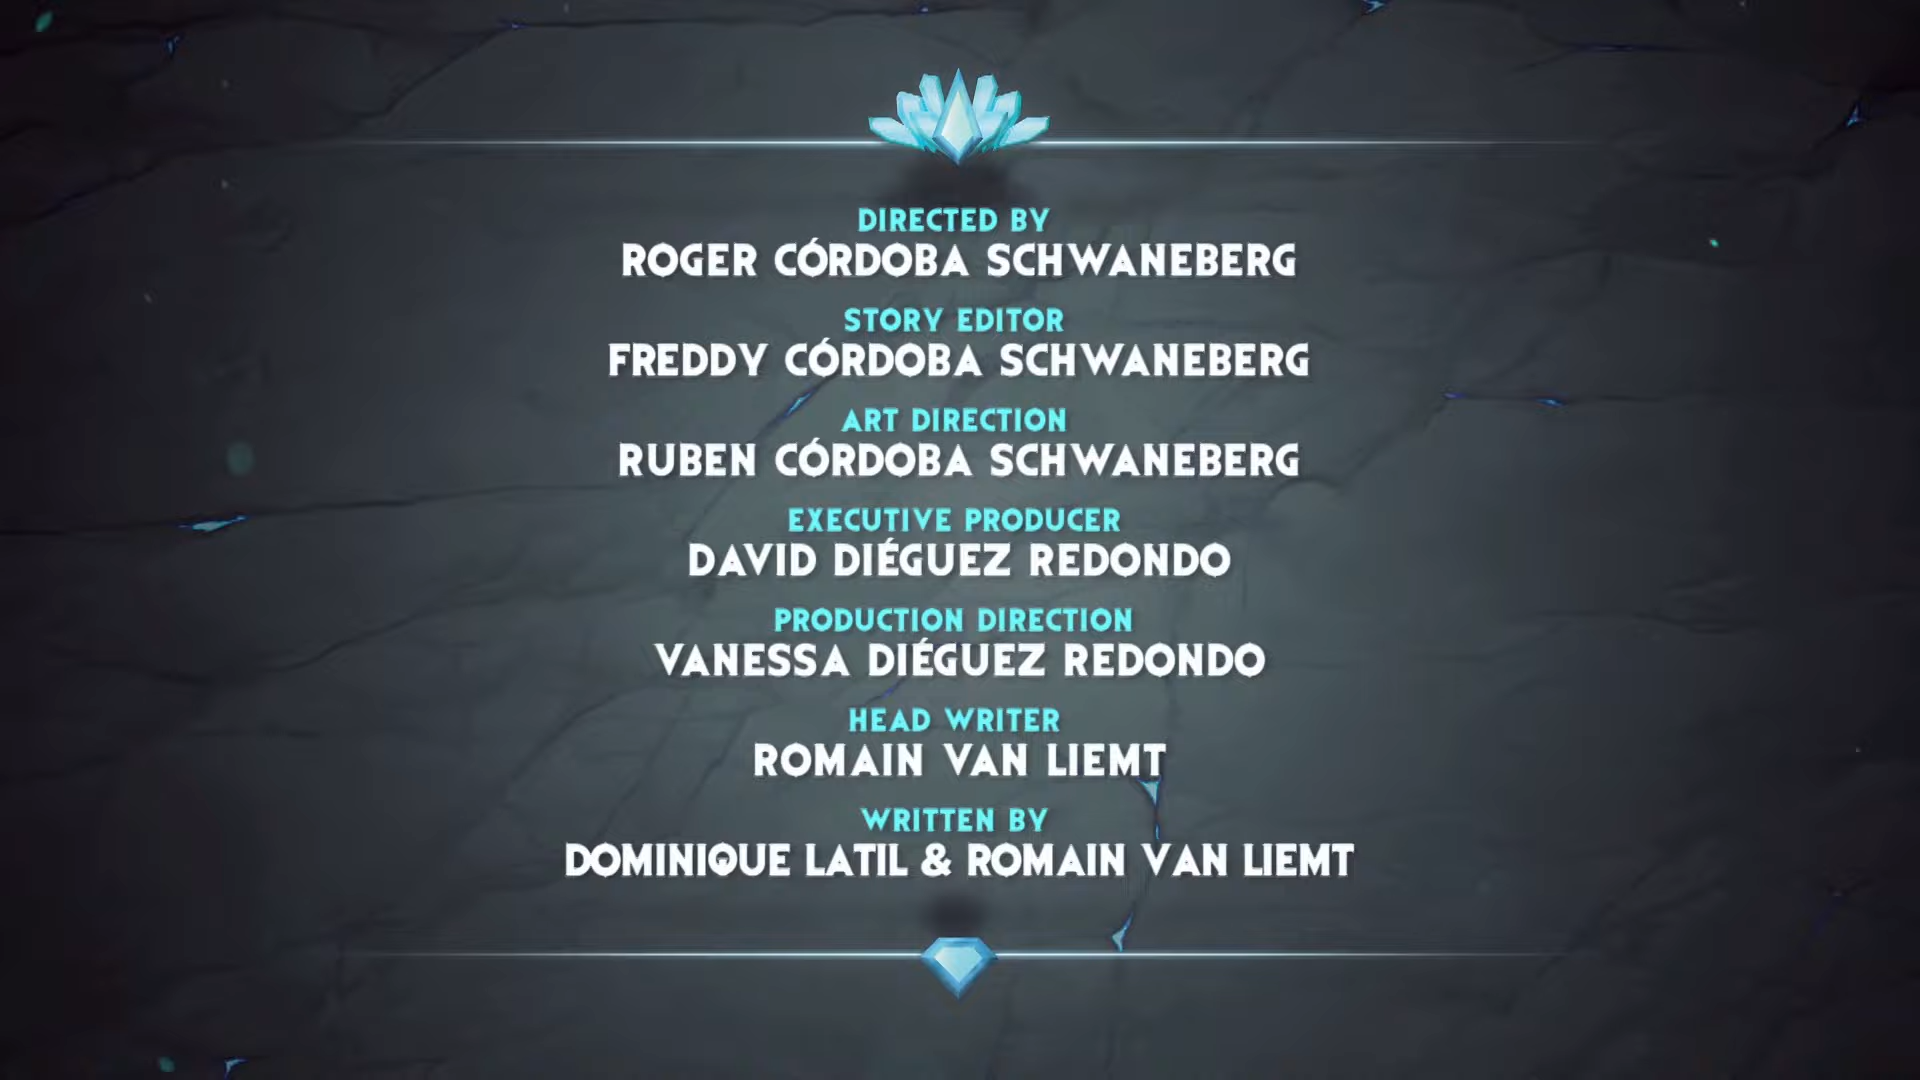 DIRECTED BY
ROGER CÓRDOBA SCHWANEBERG
STORY EDITOR
FREDDY CÓRDOBA SCHWANEBERG
ART DIRECTION
RUBEN CÓRDOBA SCHWANEBERG
EXECUTIVE PRODUCER
DAVID DIÉGUEZ REDONDO
PRODUCTION DIRECTION
VANESSA DIÉGUEZ REDONDO
HEAD WRITER
ROMAIN VAN LIEMT
WRITTEN BY
DOMINIQUE LATIL & ROMAIN VAN LIEMT